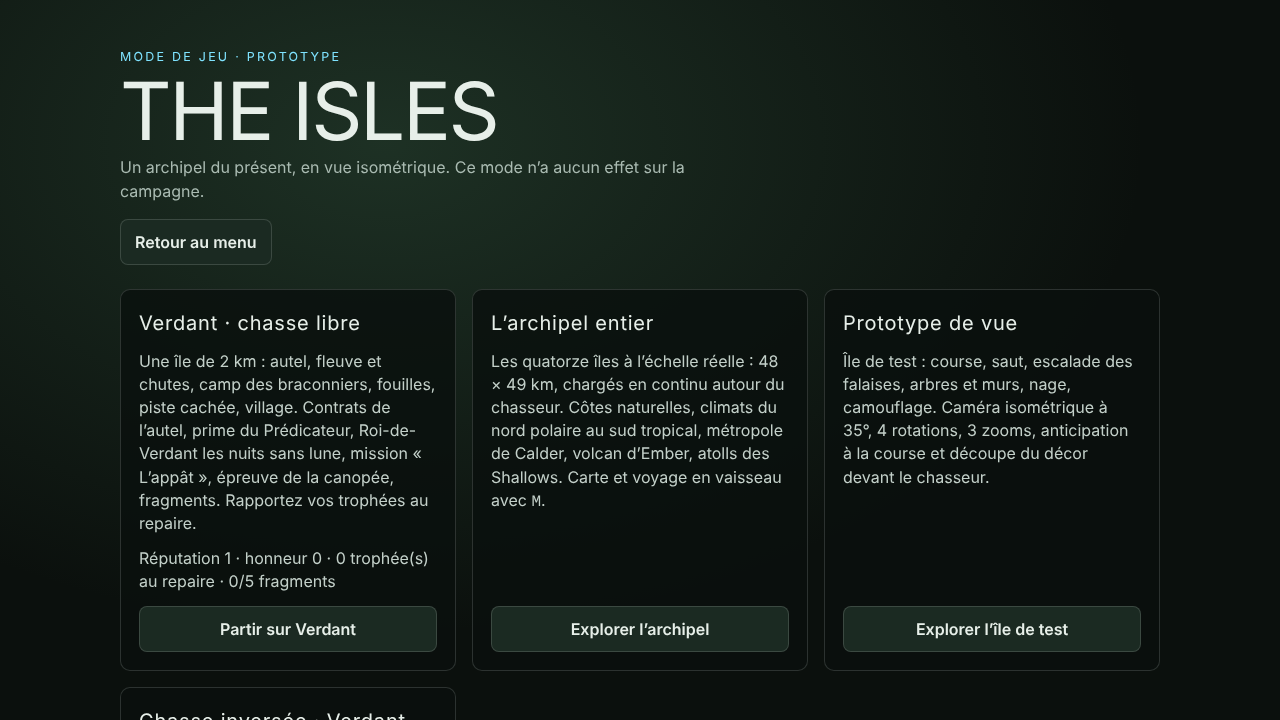 MODE DE JEU · PROTOTYPE
THE ISLES
Un archipel du présent, en vue isométrique. Ce mode n’a aucun effet sur la
campagne.
Retour au menu
Verdant · chasse libre
Une île de 2 km : autel, fleuve et
chutes, camp des braconniers, fouilles,
piste cachée, village. Contrats de
l’autel, prime du Prédicateur, Roi-de-
Verdant les nuits sans lune, mission «
L’appât », épreuve de la canopée,
fragments. Rapportez vos trophées au
repaire.
Réputation 1 · honneur 0 · 0 trophée(s)
au repaire · 0/5 fragments
Partir sur Verdant
L’archipel entier
Les quatorze îles à l’échelle réelle : 48
× 49 km, chargés en continu autour du
chasseur. Côtes naturelles, climats du
nord polaire au sud tropical, métropole
de Calder, volcan d’Ember, atolls des
Shallows. Carte et voyage en vaisseau
avec M.
Explorer l’archipel
Prototype de vue
Île de test : course, saut, escalade des
falaises, arbres et murs, nage,
camouflage. Caméra isométrique à
35°, 4 rotations, 3 zooms, anticipation
à la course et découpe du décor
devant le chasseur.
Explorer l’île de test
Chasse inversée · Verdant